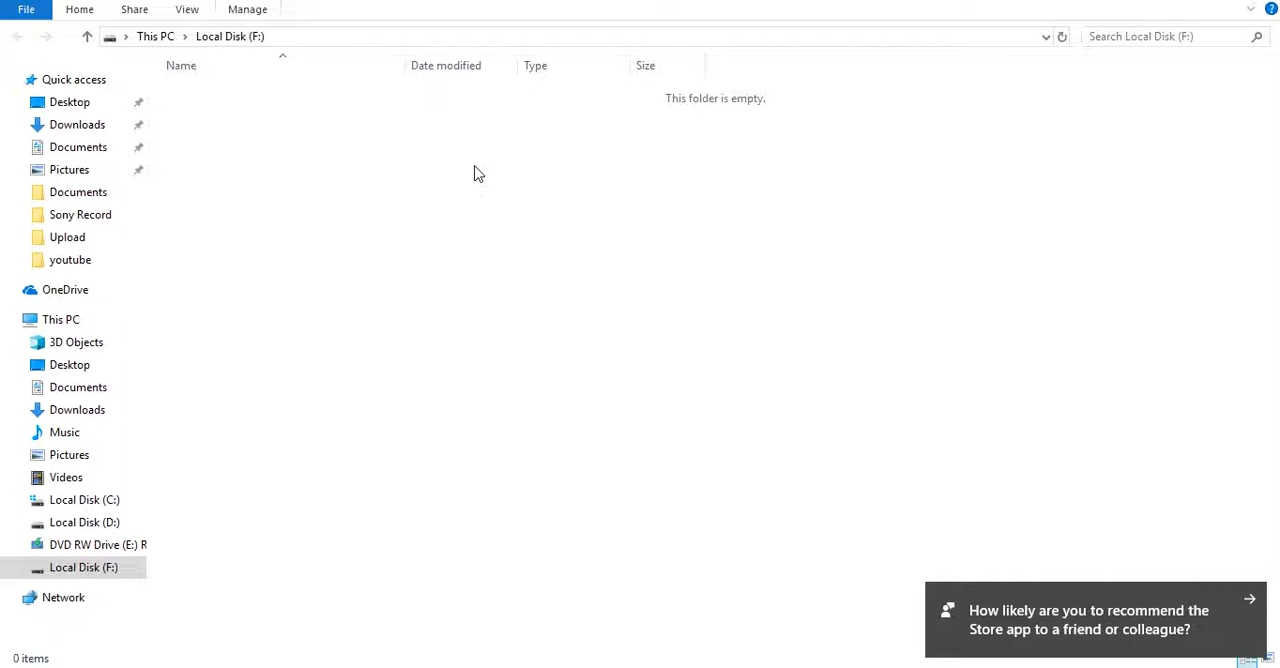 File Home Share View Manage
This PC Local Disk (F:) Search Local Disk (F:)
Name Date modified Type Size
This folder is empty.
Quick access
Desktop
Downloads
Documents
Pictures
Documents
Sony Record
Upload
youtube
OneDrive
This PC
3D Objects
Desktop
Documents
Downloads
Music
Pictures
Videos
Local Disk (C:)
Local Disk (D:)
DVD RW Drive (E:) R
Local Disk (F:)
Network
How likely are you to recommend the
Store app to a friend or colleague?
0 items